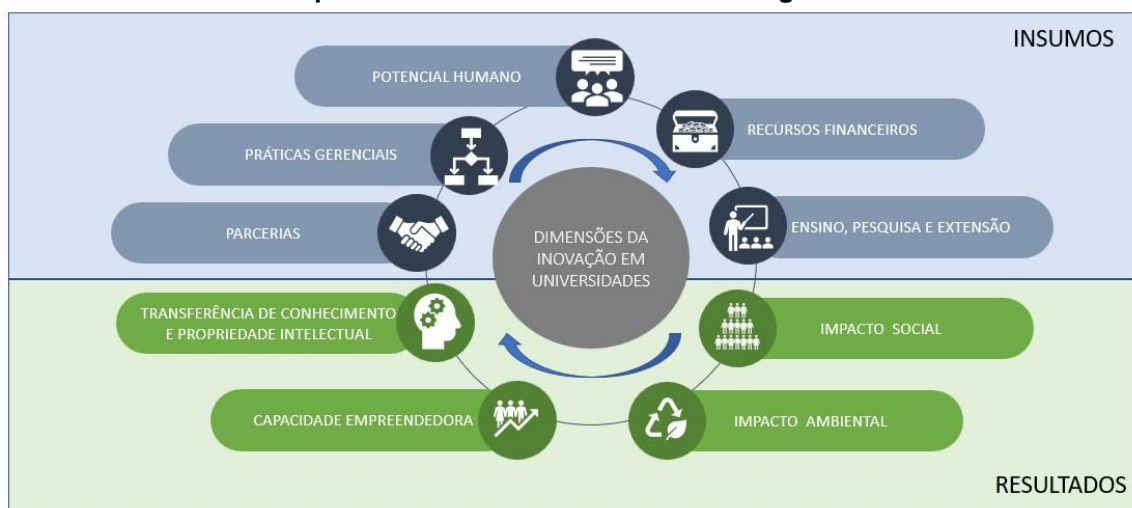 INSUMOS
POTENCIAL HUMANO
RECURSOS FINANCEIROS
PRÁTICAS GERENCIAIS
PARCERIAS
ENSINO, PESQUISA E EXTENSÃO
DIMENSÕES DA
INOVAÇÃO EM
UNIVERSIDADES
TRANSFERÊNCIA DE CONHECIMENTO
E PROPRIEDADE INTELECTUAL
IMPACTO SOCIAL
CAPACIDADE EMPREENDEDORA
IMPACTO AMBIENTAL
RESULTADOS